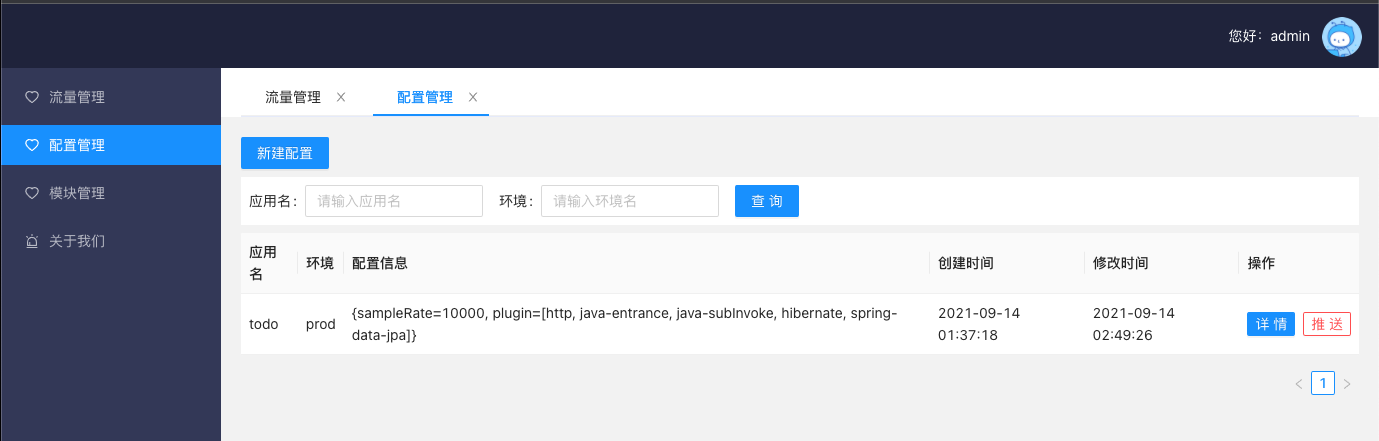 您好：admin
流量管理
配置管理
模块管理
关于我们
流量管理
配置管理
新建配置
应用名： 请输入应用名 环境： 请输入环境名 查 询
应用名 环境 配置信息 创建时间 修改时间 操作
todo prod {sampleRate=10000, plugin=[http, java-entrance, java-subInvoke, hibernate, spring-
data-jpa]} 2021-09-14 01:37:18 2021-09-14 02:49:26 详 情 推 送
1